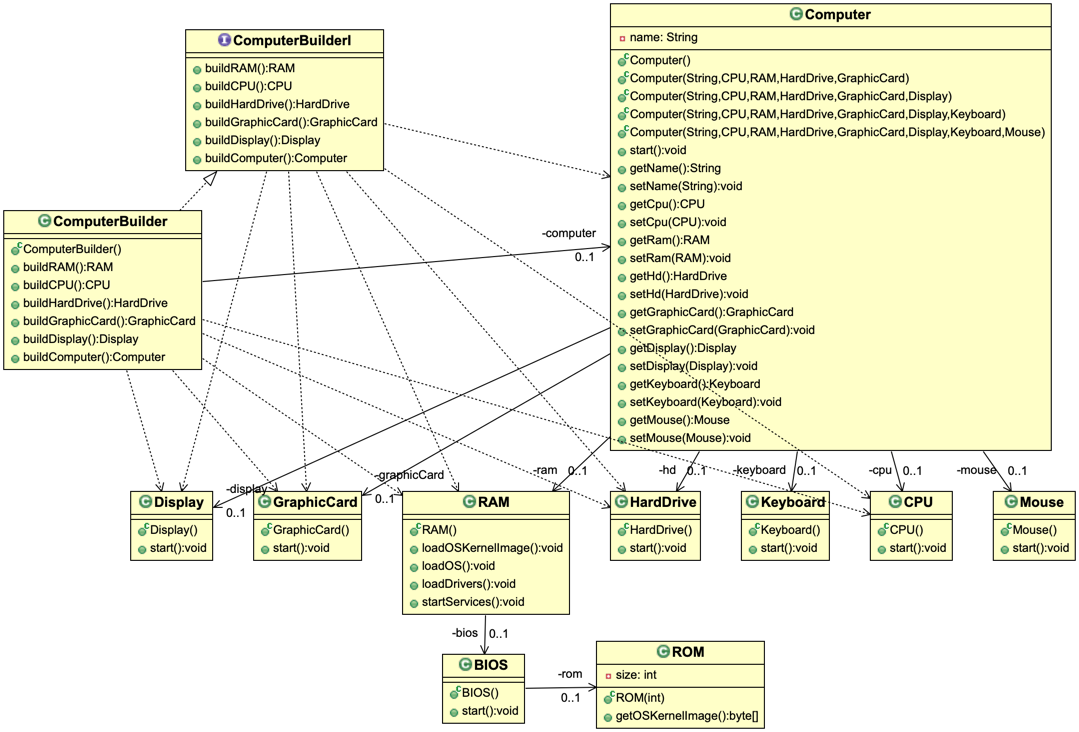 Computer
name: String
Computer()
Computer(String,CPU,RAM,HardDrive,GraphicCard)
Computer(String,CPU,RAM,HardDrive,GraphicCard,Display)
Computer(String,CPU,RAM,HardDrive,GraphicCard,Display,Keyboard)
Computer(String,CPU,RAM,HardDrive,GraphicCard,Display,Keyboard,Mouse)
start():void
getName():String
setName(String):void
getCpu():CPU
setCpu(CPU):void
getRam():RAM
setRam(RAM):void
getHd():HardDrive
setHd(HardDrive):void
getGraphicCard():GraphicCard
setGraphicCard(GraphicCard):void
getDisplay():Display
setDisplay(Display):void
getKeyboard():Keyboard
setKeyboard(Keyboard):void
getMouse():Mouse
setMouse(Mouse):void
ComputerBuilderI
buildRAM():RAM
buildCPU():CPU
buildHardDrive():HardDrive
buildGraphicCard():GraphicCard
buildDisplay():Display
buildComputer():Computer
ComputerBuilder
ComputerBuilder()
buildRAM():RAM
buildCPU():CPU
buildHardDrive():HardDrive
buildGraphicCard():GraphicCard
buildDisplay():Display
buildComputer():Computer
-computer
0..1
-display
0..1
-graphicCard
0..1
-ram 0..1
-hd 0..1
-keyboard 0..1
-cpu 0..1
-mouse 0..1
Display
Display()
start():void
GraphicCard
GraphicCard()
start():void
RAM
RAM()
loadOSKernelImage():void
loadOS():void
loadDrivers():void
startServices():void
HardDrive
HardDrive()
start():void
Keyboard
Keyboard()
start():void
CPU
CPU()
start():void
Mouse
Mouse()
start():void
-bios 0..1
BIOS
BIOS()
start():void
-rom
0..1
ROM
size: int
ROM(int)
getOSKernelImage():byte[]